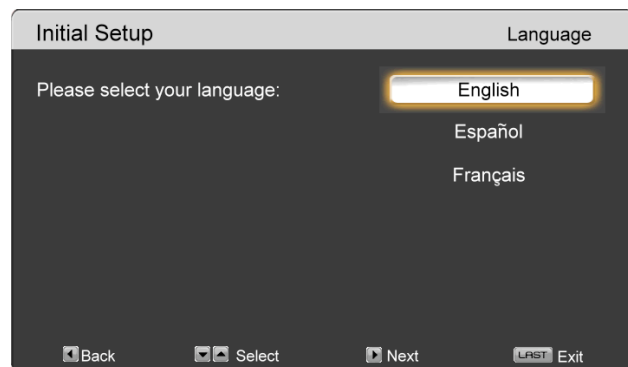 Initial Setup Language
Please select your language: English
Español
Français
Back Select Next LAST Exit